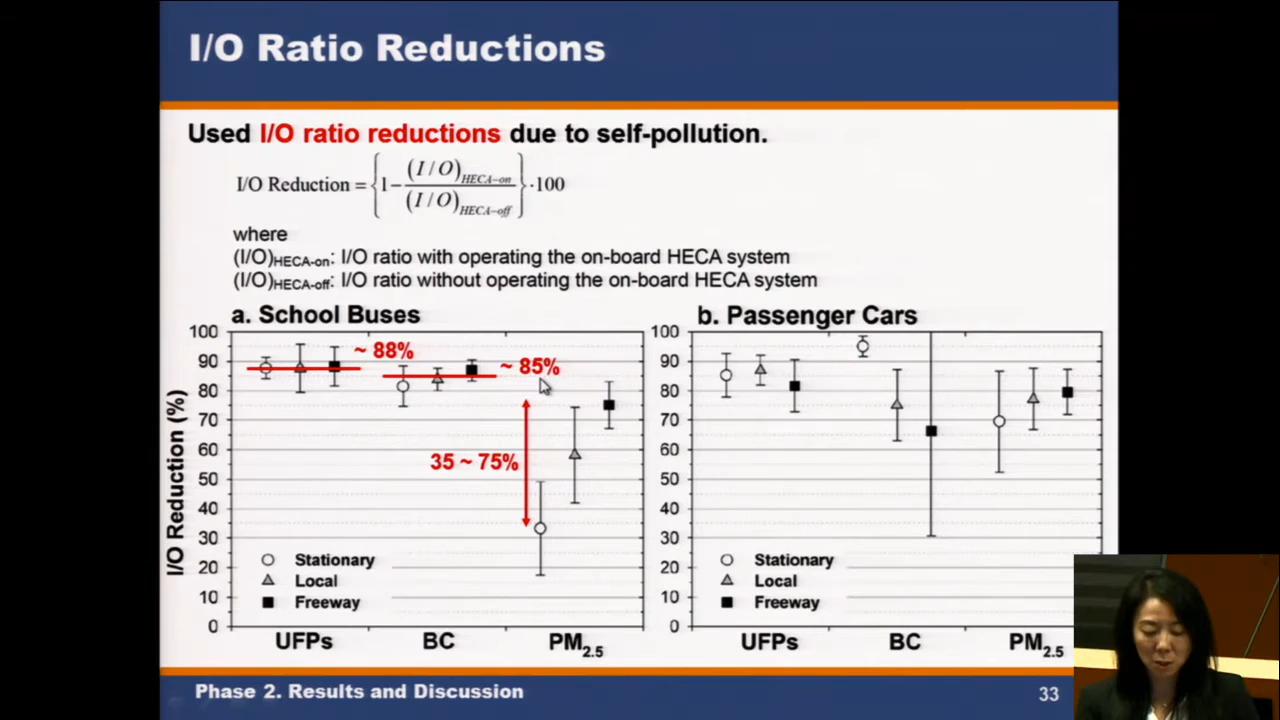 I/O Ratio Reductions
Used I/O ratio reductions due to self-pollution.
I/O Reduction = {1 − (I / O)HECA−on / (I / O)HECA−off} · 100
where
(I/O)HECA-on: I/O ratio with operating the on-board HECA system
(I/O)HECA-off: I/O ratio without operating the on-board HECA system
a. School Buses
I/O Reduction (%)
100
90
80
70
60
50
40
30
20
10
0
~ 88%
~ 85%
35 ~ 75%
Stationary
Local
Freeway
UFPs BC PM2.5
b. Passenger Cars
100
90
80
70
60
50
40
30
20
10
0
Stationary
Local
Freeway
UFPs BC PM2.5
Phase 2. Results and Discussion
33